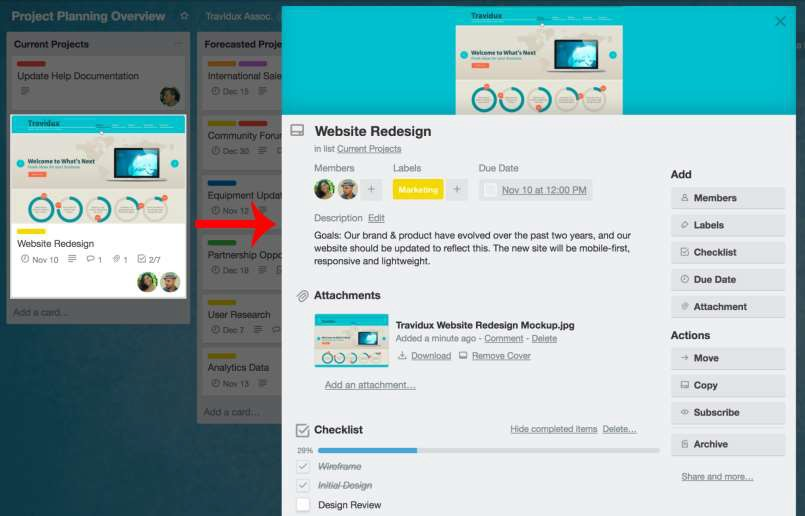 Project Planning Overview
Travidux Assoc.
Current Projects
Update Help Documentation
Travidux
Welcome to What's Next
Website Redesign
Nov 10
1
1
2/7
Add a card…
Forecasted Proje
International Sale
Dec 15
Community Forum
Dec 30
Equipment Updat
Nov 12
Partnership Oppo
Dec 18
User Research
Dec 7
Analytics Data
Nov 13
Add a card…
Travidux
Welcome to What's Next
Website Redesign
in list Current Projects
Members
Labels
Due Date
Marketing
Nov 10 at 12:00 PM
Description Edit
Goals: Our brand & product have evolved over the past two years, and our
website should be updated to reflect this. The new site will be mobile-first,
responsive and lightweight.
Attachments
Travidux Website Redesign Mockup.jpg
Added a minute ago - Comment - Delete
Download Remove Cover
Add an attachment…
Checklist
Hide completed items Delete…
29%
Wireframe
Initial Design
Design Review
Add
Members
Labels
Checklist
Due Date
Attachment
Actions
Move
Copy
Subscribe
Archive
Share and more…